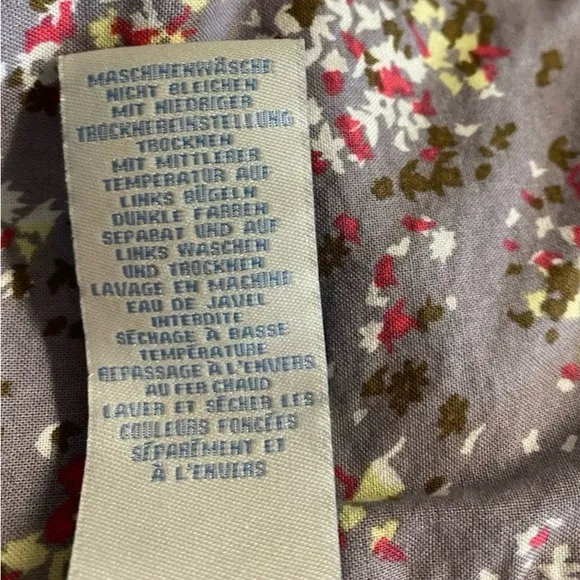 MASCHINENWÄSCHE
NICHT BLEICHEN
MIT NIEDRIGER
TROCKNEREINSTELLUNG
TROCKNEN
MIT MITTLERER
TEMPERATUR AUF
LINKS BÜGELN
DUNKLE FARBEN
SEPARAT UND AUF
LINKS WASCHEN
UND TROCKNEN
LAVAGE EN MACHINE
EAU DE JAVEL
INTERDITE
SÉCHAGE À BASSE
TEMPÉRATURE
REPASSAGE À L'ENVERS
AU FER CHAUD
LAVER ET SÉCHER LES
COULEURS FONCÉES
SÉPARÉMENT ET
À L'ENVERS